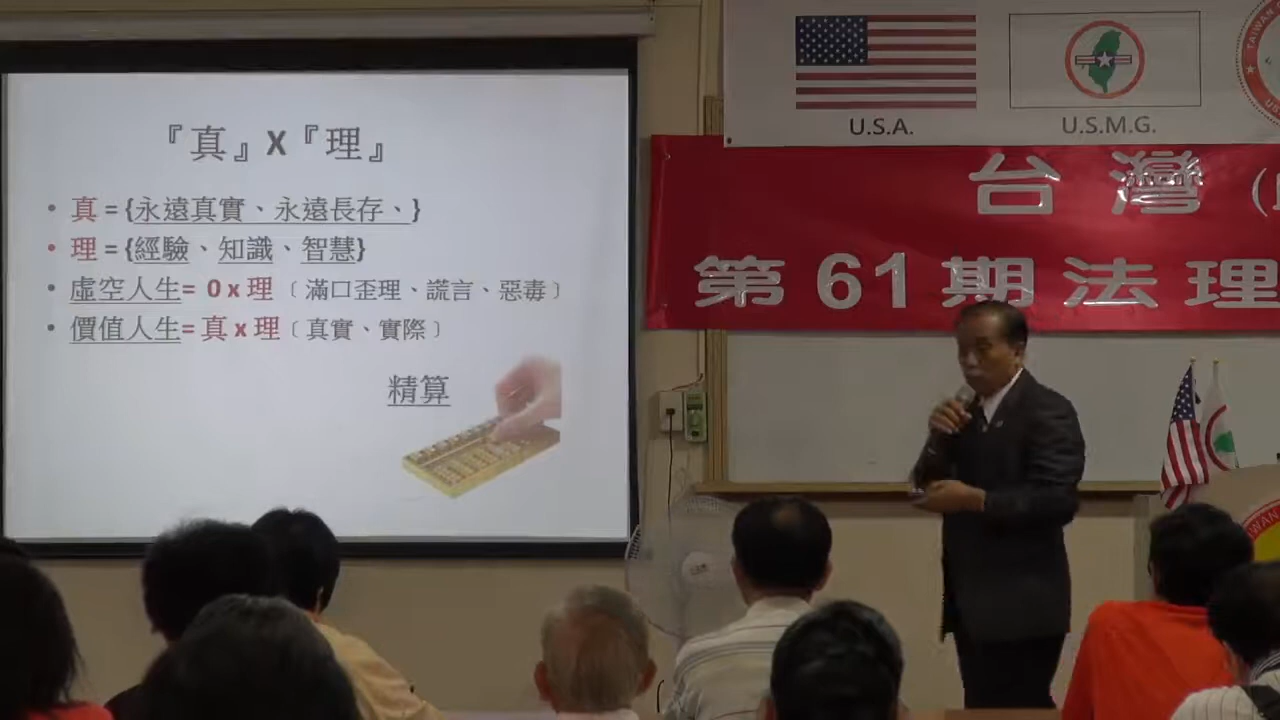 『真』X『理』
• 真 = {永遠真實、永遠長存、}
• 理 = {經驗、知識、智慧}
• 虛空人生= 0 x 理﹝滿口歪理、謊言、惡毒﹞
• 價值人生= 真 x 理﹝真實、實際﹞
精算
U.S.A.
U.S.M.G.
TAIWAN
台灣
第61期法理